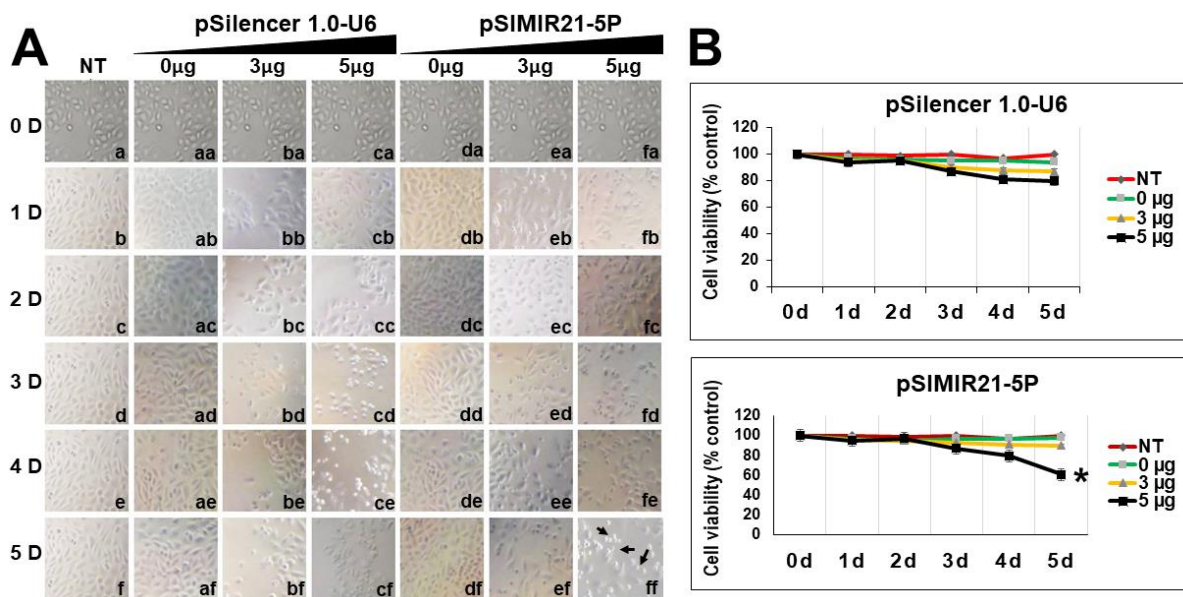 A
pSilencer 1.0-U6
pSIMIR21-5P
NT 0µg 3µg 5µg 0µg 3µg 5µg
0 D
a aa ba ca da ea fa
1 D
b ab bb cb db eb fb
2 D
c ac bc cc dc ec fc
3 D
d ad bd cd dd ed fd
4 D
e ae be ce de ee fe
5 D
f af bf cf df ef ff
B
pSilencer 1.0-U6
Cell viability (% control)
120
100
80
60
40
20
0
0 d 1 d 2 d 3 d 4 d 5 d
NT
0 µg
3 µg
5 µg
pSIMIR21-5P
Cell viability (% control)
120
100
80
60
40
20
0
0 d 1 d 2 d 3 d 4 d 5 d
*
NT
0 µg
3 µg
5 µg